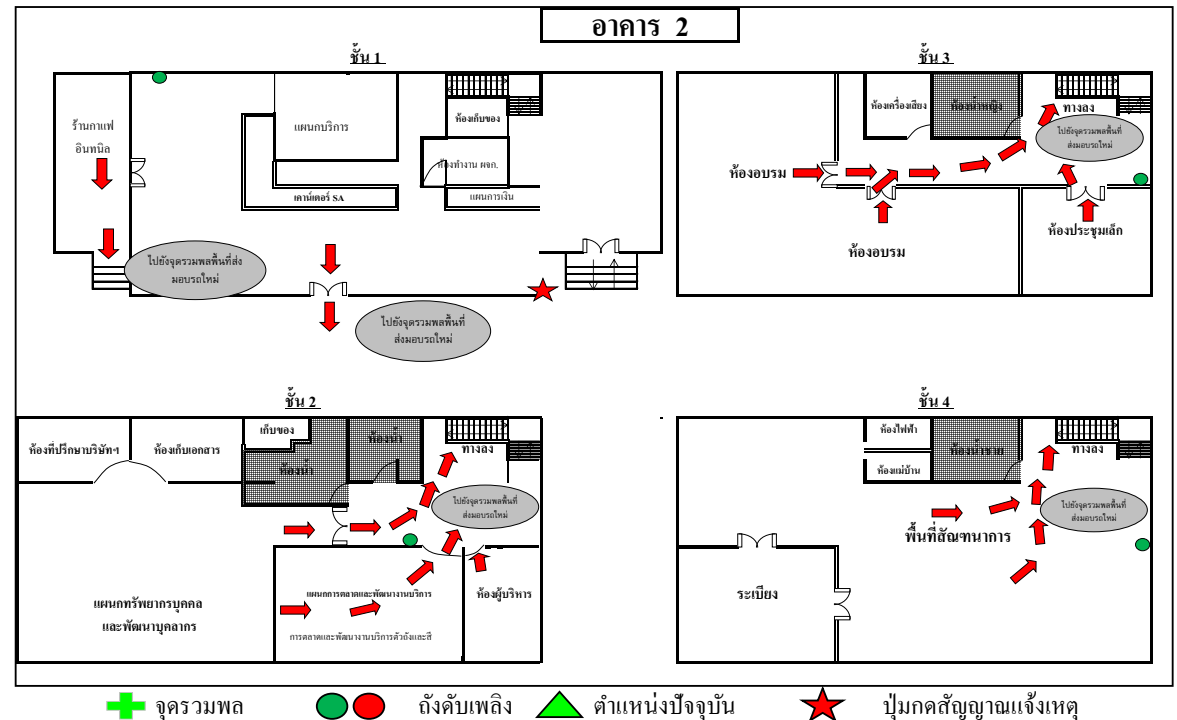 อาคาร 2
ชั้น 1
ร้านกาแฟ
อินทนิล
แผนกบริการ
ห้องเก็บของ
ห้องทำงาน ผจก.
เคาน์เตอร์ SA
แผนการเงิน
ไปยังจุดรวมพลพื้นที่ส่ง
มอบรถใหม่
ไปยังจุดรวมพลพื้นที่
ส่งมอบรถใหม่
ชั้น 3
ห้องเครื่องเสียง
ห้องน้ำหญิง
ทางลง
ไปยังจุดรวมพลพื้นที่
ส่งมอบรถใหม่
ห้องอบรม
ห้องอบรม
ห้องประชุมเล็ก
ชั้น 2
ห้องที่ปรึกษาบริษัทฯ
ห้องเก็บเอกสาร
เก็บของ
ห้องน้ำ
ห้องน้ำ
ทางลง
ไปยังจุดรวมพลพื้นที่
ส่งมอบรถใหม่
แผนกทรัพยากรบุคคล
และพัฒนาบุคลากร
แผนกการตลาดและพัฒนางานบริการ
การตลาดและพัฒนางานบริการตัวถังและสี
ห้องผู้บริหาร
ชั้น 4
ห้องไฟฟ้า
ห้องแม่บ้าน
ห้องน้ำชาย
ทางลง
ไปยังจุดรวมพลพื้นที่
ส่งมอบรถใหม่
พื้นที่สัณฑนาการ
ระเบียง
จุดรวมพล
ถังดับเพลิง
ตำแหน่งปัจจุบัน
ปุ่มกดสัญญาณแจ้งเหตุ